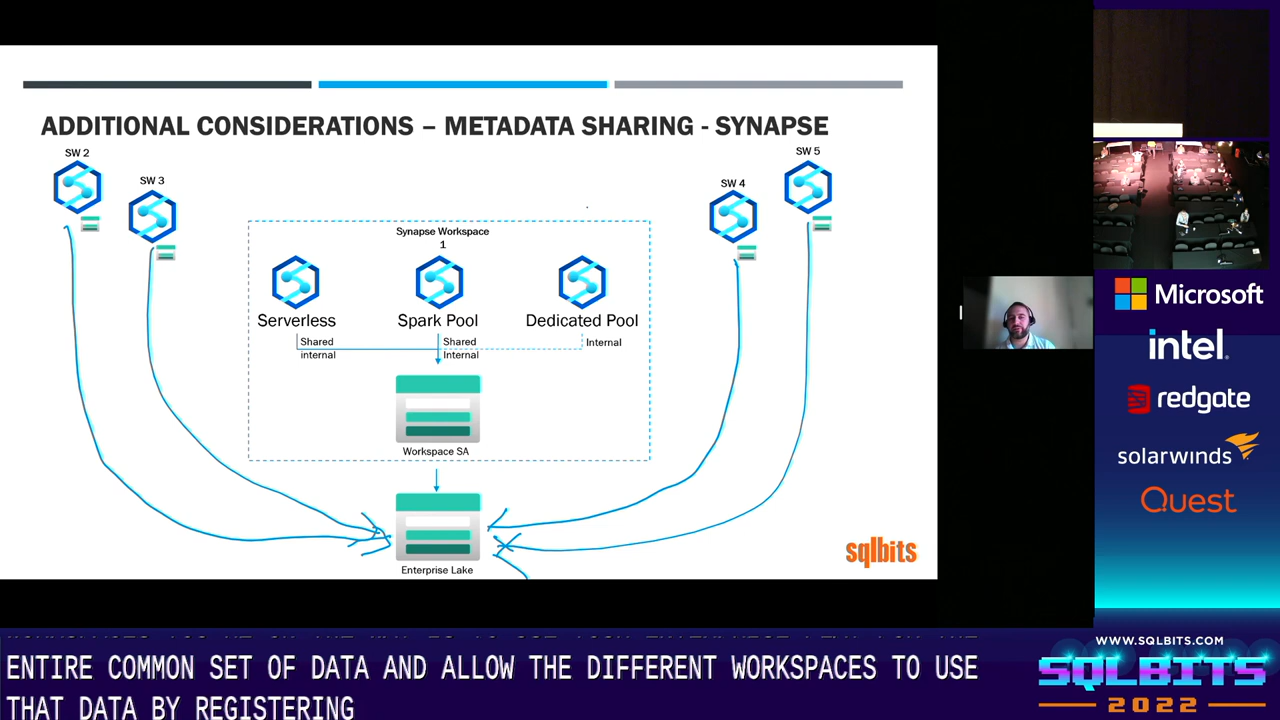 ADDITIONAL CONSIDERATIONS – METADATA SHARING - SYNAPSE
SW 2
SW 3
SW 4
SW 5
Synapse Workspace
1
Serverless
Spark Pool
Dedicated Pool
Shared
internal
Shared
Internal
Internal
Workspace SA
Enterprise Lake
sqlbits
Microsoft
intel.
redgate
solarwinds
Quest
WWW.SQLBITS.COM
SQLBITS
2022
ENTIRE COMMON SET OF DATA AND ALLOW THE DIFFERENT WORKSPACES TO USE
THAT DATA BY REGISTERING